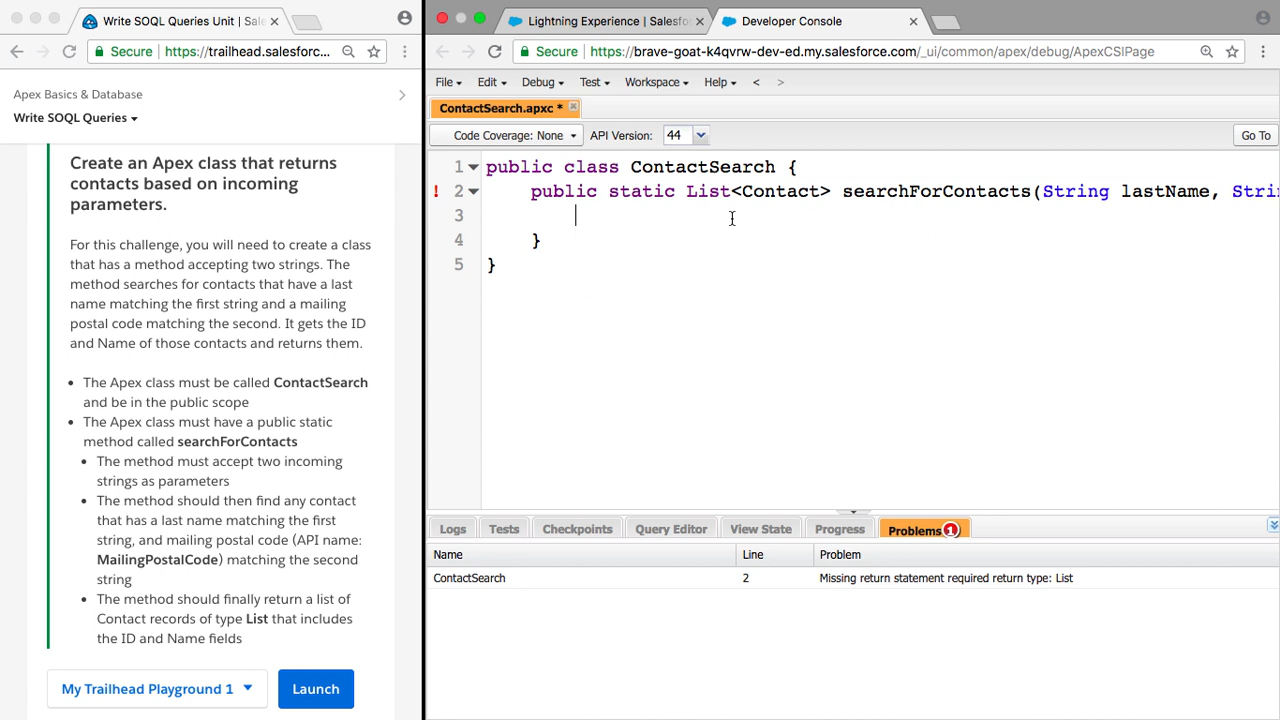 Write SOQL Queries Unit | Sales
Secure
https://trailhead.salesforc...
Apex Basics & Database
Write SOQL Queries
Create an Apex class that returns
contacts based on incoming
parameters.
For this challenge, you will need to create a class
that has a method accepting two strings. The
method searches for contacts that have a last
name matching the first string and a mailing
postal code matching the second. It gets the ID
and Name of those contacts and returns them.
The Apex class must be called ContactSearch
and be in the public scope
The Apex class must have a public static
method called searchForContacts
The method must accept two incoming
strings as parameters
The method should then find any contact
that has a last name matching the first
string, and mailing postal code (API name:
MailingPostalCode) matching the second
string
The method should finally return a list of
Contact records of type List that includes
the ID and Name fields
My Trailhead Playground 1
Launch
Lightning Experience | Salesfor
Developer Console
Secure
https://brave-goat-k4qvrw-dev-ed.my.salesforce.com/_ui/common/apex/debug/ApexCSIPage
File Edit Debug Test Workspace Help < >
ContactSearch.apxc *
Code Coverage: None API Version: 44 Go To
1 public class ContactSearch {
! 2 public static List<Contact> searchForContacts(String lastName, Stri
3
4 }
5 }
Logs Tests Checkpoints Query Editor View State Progress Problems 1
Name Line Problem
ContactSearch 2 Missing return statement required return type: List